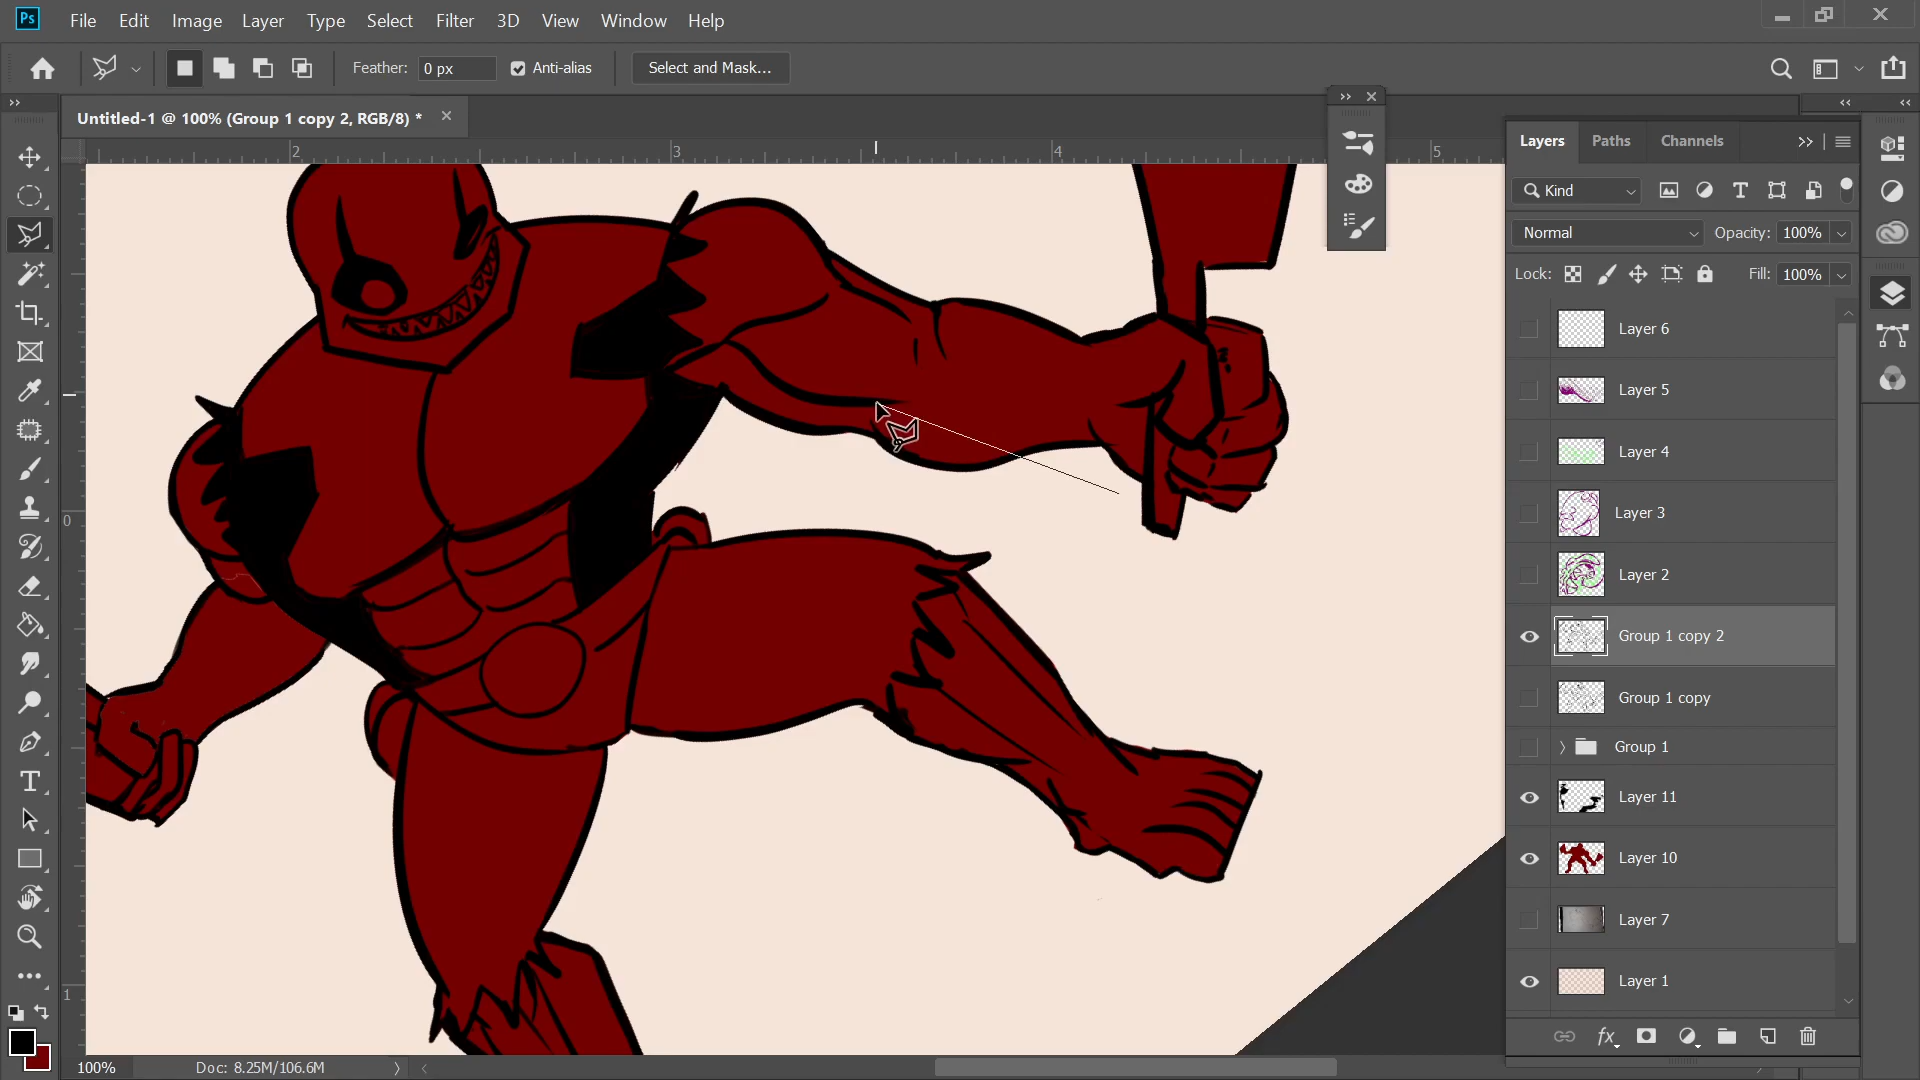 Ps File Edit Image Layer Type Select Filter 3D View Window Help
Feather: 0 px Anti-alias Select and Mask...
Untitled-1 @ 100% (Group 1 copy 2, RGB/8) *
2 3 4 5
0
1
Layers Paths Channels
Kind
Normal Opacity: 100%
Lock: Fill: 100%
Layer 6
Layer 5
Layer 4
Layer 3
Layer 2
Group 1 copy 2
Group 1 copy
Group 1
Layer 11
Layer 10
Layer 7
Layer 1
fx
100% Doc: 8.25M/106.6M